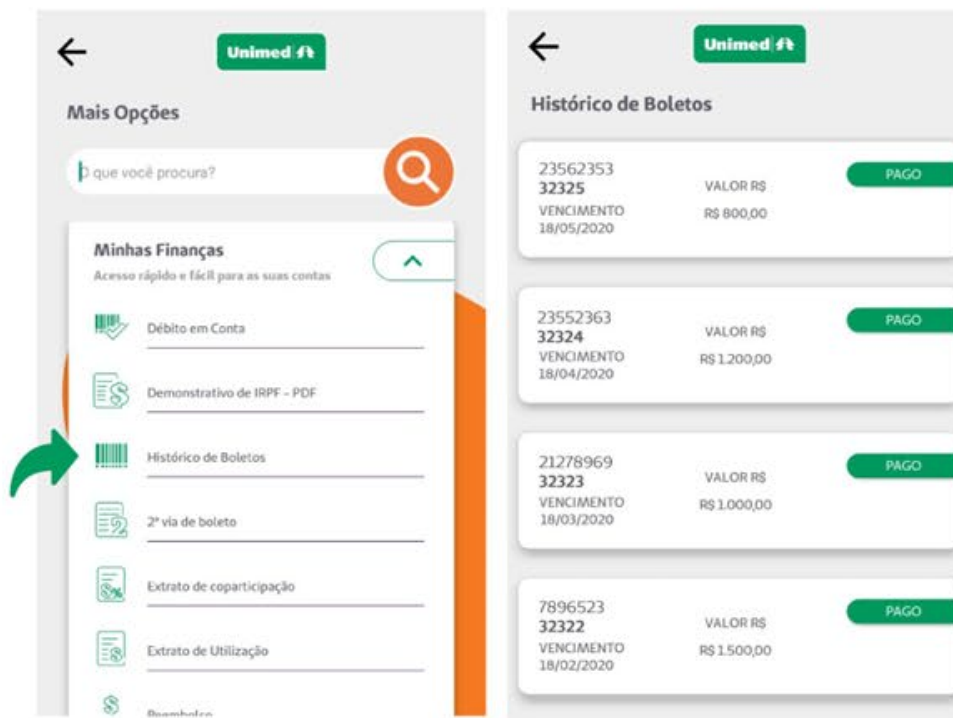 Unimed
Mais Opções
O que você procura?
Minhas Finanças
Acesso rápido e fácil para as suas contas
Débito em Conta
Demonstrativo de IRPF - PDF
Histórico de Boletos
2ª via de boleto
Extrato de coparticipação
Extrato de Utilização
Reembolso
Unimed
Histórico de Boletos
23562353
32325
VENCIMENTO
18/05/2020
VALOR R$
R$ 800,00
PAGO
23552363
32324
VENCIMENTO
18/04/2020
VALOR R$
R$ 1.200,00
PAGO
21278969
32323
VENCIMENTO
18/03/2020
VALOR R$
R$ 1.000,00
PAGO
7896523
32322
VENCIMENTO
18/02/2020
VALOR R$
R$ 1.500,00
PAGO